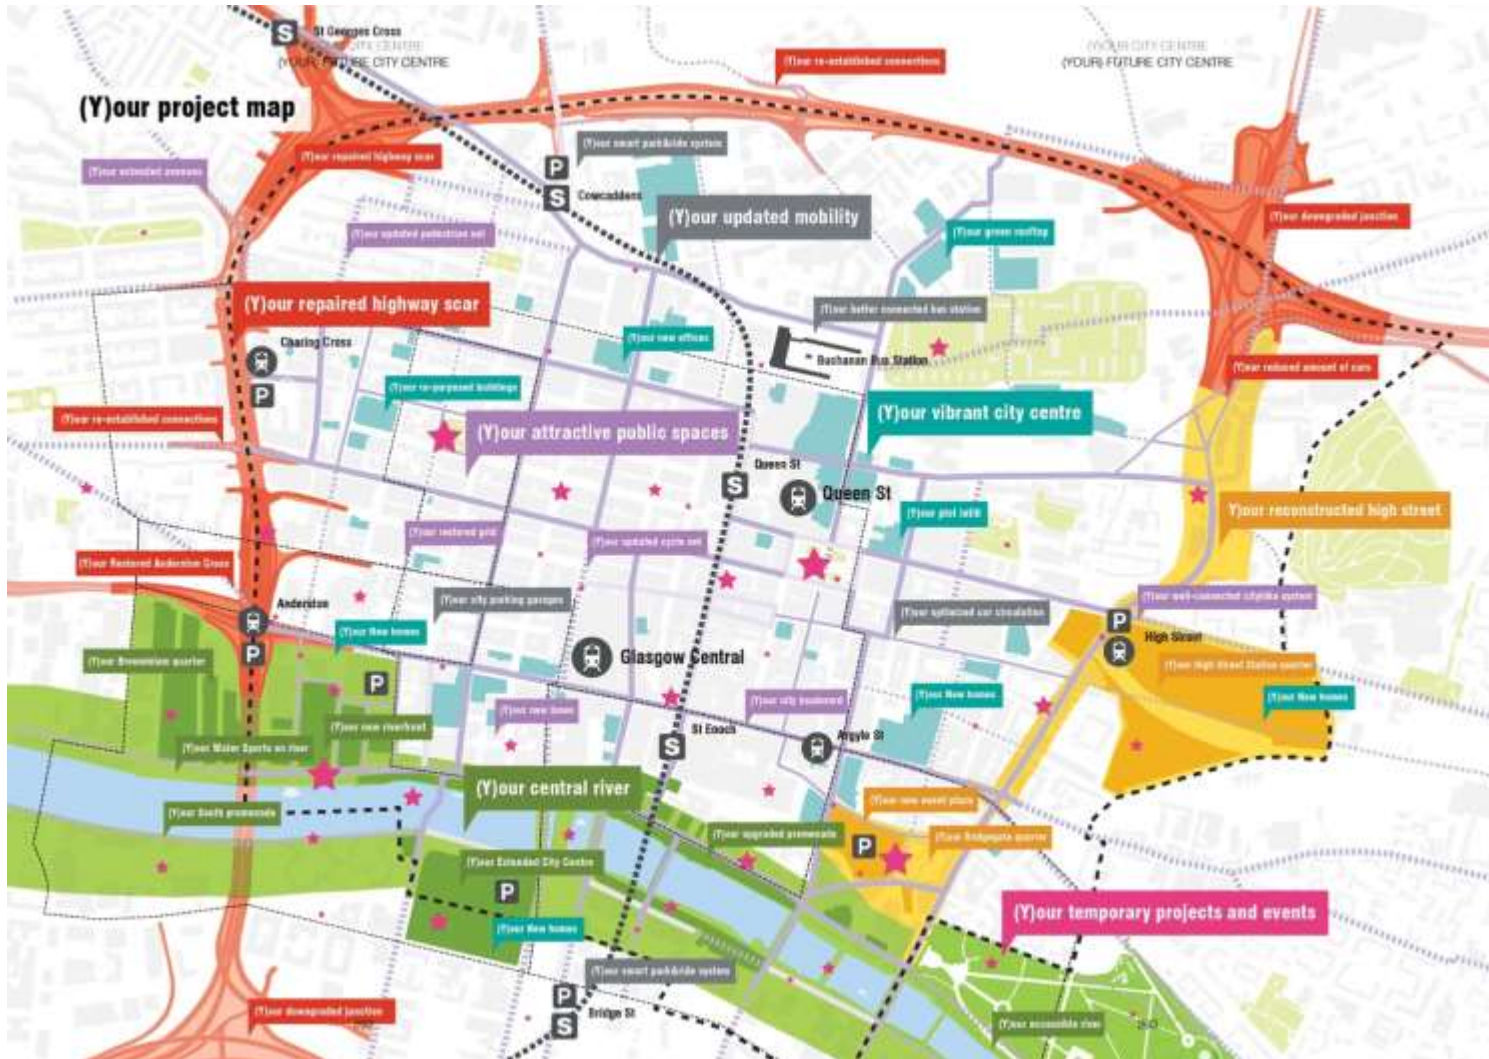 St Georges Cross
(Y)OUR CITY CENTRE
(YOUR) FUTURE CITY CENTRE
(Y)OUR CITY CENTRE
(YOUR) FUTURE CITY CENTRE
(Y)our re-established connections
(Y)our project map
(Y)our smart park&ride system
(Y)our repaired highway scar
(Y)our extended avenues
P
S
S
Cowcaddens
(Y)our updated mobility
(Y)our downgraded junction
(Y)our updated pedestrian net
(Y)our green rooftop
(Y)our repaired highway scar
(Y)our better connected bus station
(Y)our new offices
Charing Cross
Buchanan Bus Station
(Y)our reduced amount of cars
P
(Y)our re-purposed buildings
(Y)our vibrant city centre
(Y)our re-established connections
(Y)our attractive public spaces
Queen St
S
Queen St
(Y)our plot infill
(Y)our reconstructed high street
(Y)our restored grid
(Y)our updated cycle net
(Y)our Restored Anderston Cross
(Y)our well-connected citybike system
Anderston
(Y)our city parking garages
(Y)our optimized car circulation
P
High Street
(Y)our New homes
P
Glasgow Central
(Y)our Broomielaw quarter
(Y)our High Street Station quarter
P
(Y)our New homes
(Y)our New homes
(Y)our city boulevard
(Y)our new riverfront
St Enoch
S
Argyle St
(Y)our Water Sports on river
(Y)our central river
(Y)our new event place
(Y)our South promenade
(Y)our upgraded promenade
(Y)our Bridgegate quarter
P
(Y)our Extended City Centre
P
(Y)our temporary projects and events
(Y)our New homes
(Y)our smart park&ride system
P
S
Bridge St
(Y)our downgraded junction
(Y)our accessible river